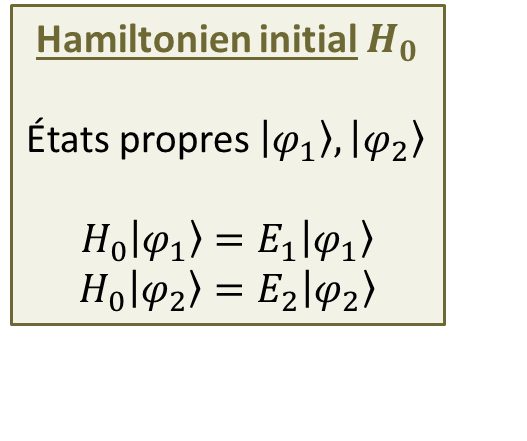 Hamiltonien initial H₀
États propres |φ₁⟩, |φ₂⟩
H₀|φ₁⟩ = E₁|φ₁⟩
H₀|φ₂⟩ = E₂|φ₂⟩